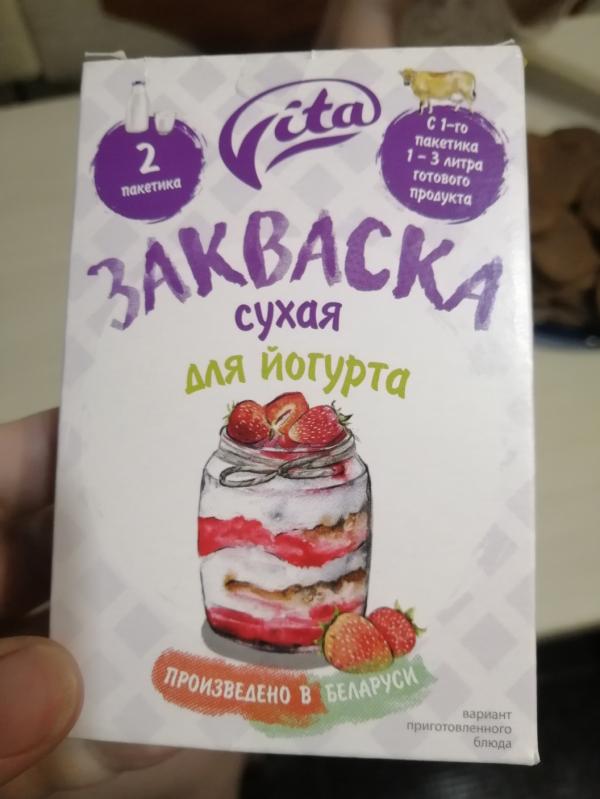 Vita
2
пакетика
С 1-го
пакетика
1 – 3 литра
готового
продукта
ЗАКВАСКА
сухая
для йогурта
ПРОИЗВЕДЕНО В БЕЛАРУСИ
вариант
приготовленного
блюда